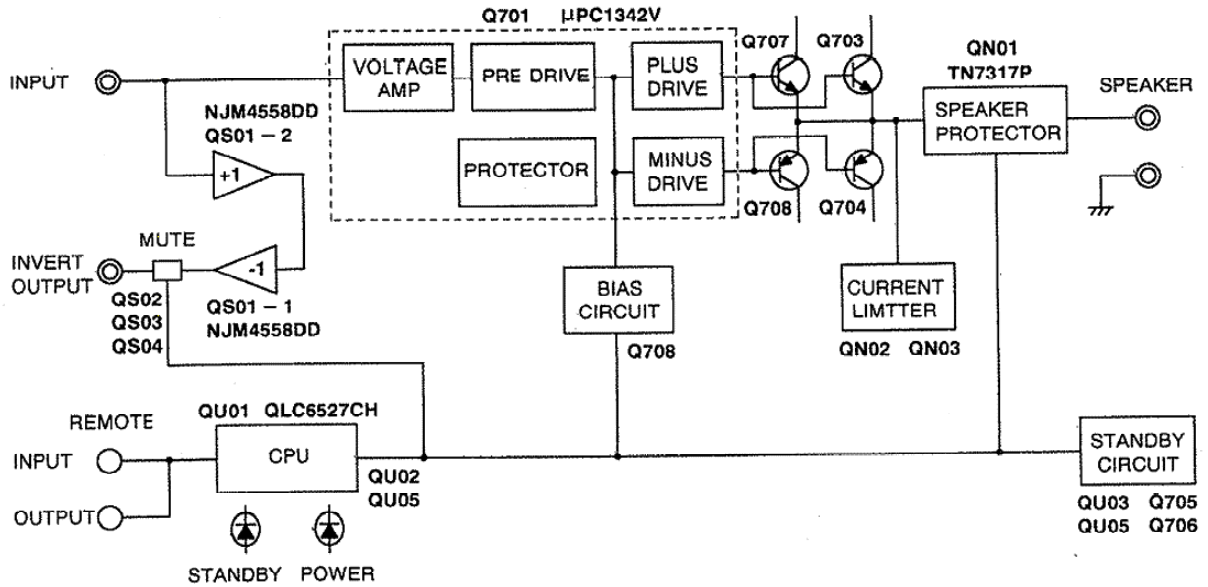 Q701 μPC1342V
INPUT
VOLTAGE
AMP
PRE DRIVE
PLUS
DRIVE
Q707
Q703
QN01
TN7317P
SPEAKER
PROTECTOR
SPEAKER
NJM4558DD
QS01 – 2
+1
PROTECTOR
MINUS
DRIVE
Q708
Q704
MUTE
INVERT
OUTPUT
-1
QS02
QS03
QS04
QS01 – 1
NJM4558DD
BIAS
CIRCUIT
Q708
CURRENT
LIMTTER
QN02 QN03
REMOTE
INPUT
OUTPUT
QU01 QLC6527CH
CPU
QU02
QU05
STANDBY
CIRCUIT
QU03 Q705
QU05 Q706
STANDBY POWER